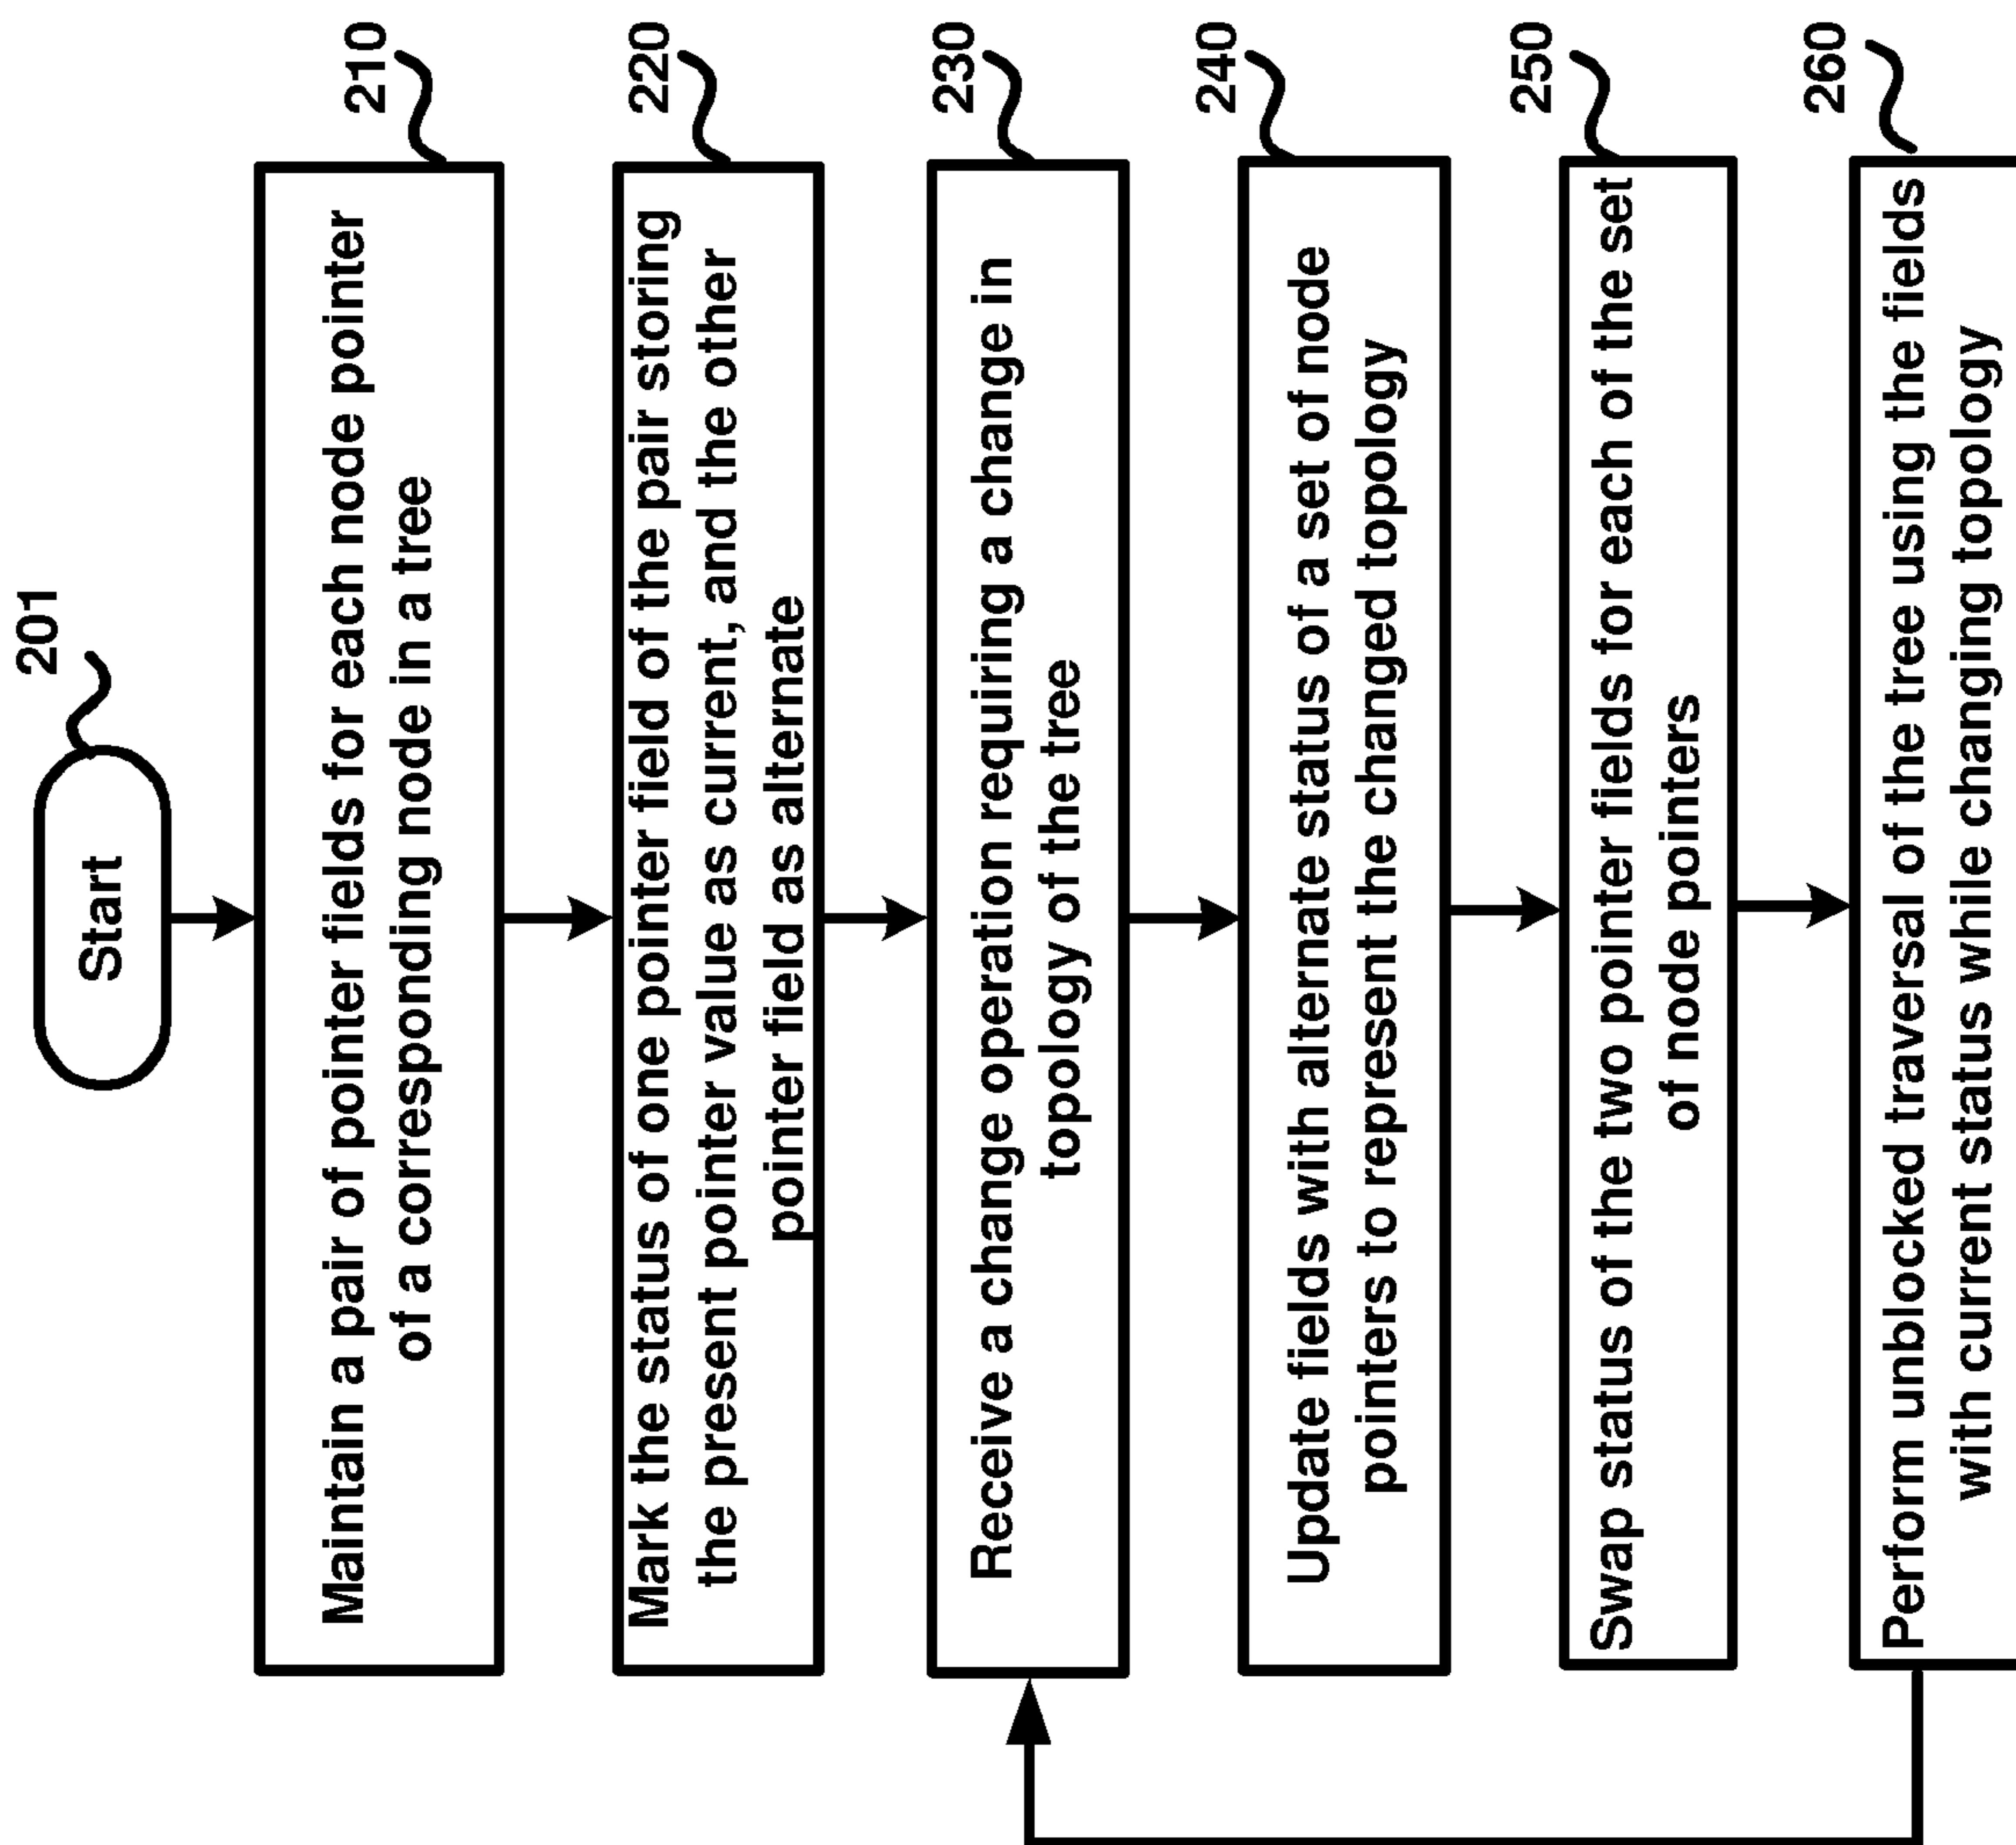 201
Start
210
Maintain a pair of pointer fields for each node pointer
of a corresponding node in a tree
220
Mark the status of one pointer field of the pair storing
the present pointer value as current, and the other
pointer field as alternate
230
Receive a change operation requiring a change in
topology of the tree
240
Update fields with alternate status of a set of node
pointers to represent the changed topology
250
Swap status of the two pointer fields for each of the set
of node pointers
260
Perform unblocked traversal of the tree using the fields
with current status while changing topology